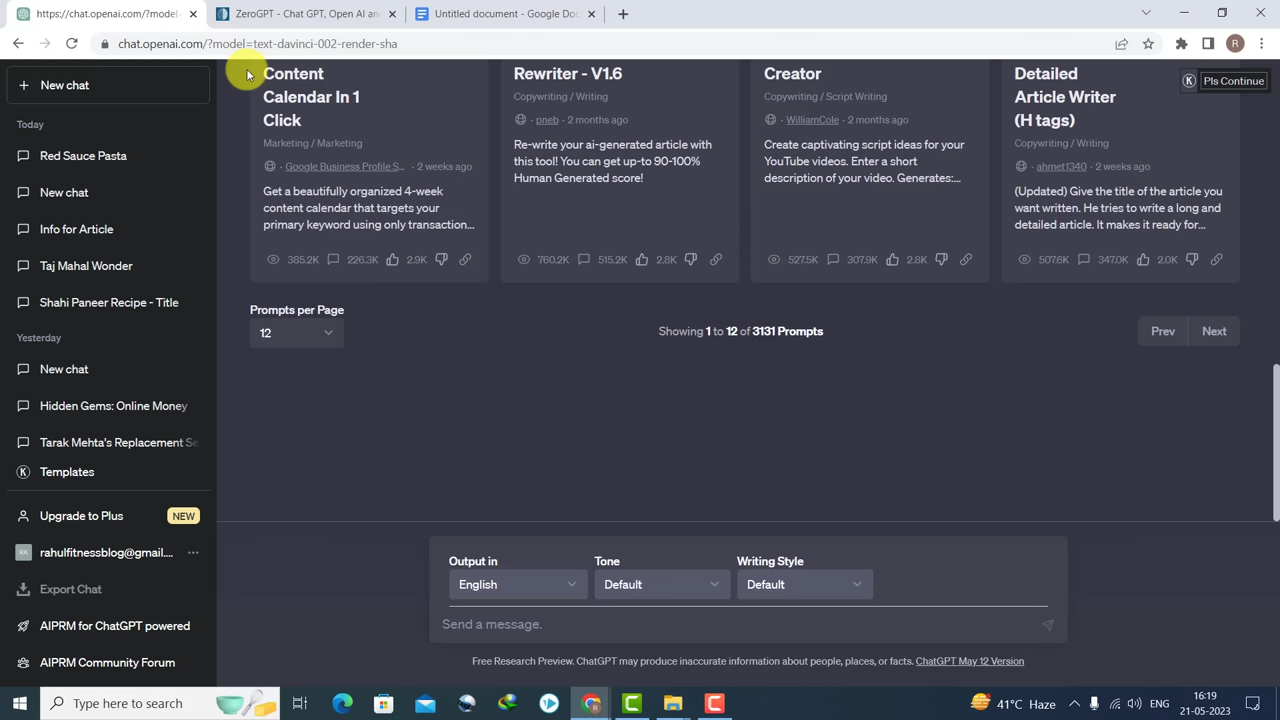 https://chat.openai.com/?model=t
ZeroGPT - Chat GPT, Open AI and
Untitled document - Google Doc
chat.openai.com/?model=text-davinci-002-render-sha
R
New chat
Today
Red Sauce Pasta
New chat
Info for Article
Taj Mahal Wonder
Shahi Paneer Recipe - Title
Yesterday
New chat
Hidden Gems: Online Money
Tarak Mehta's Replacement Se
K Templates
Upgrade to Plus NEW
RA rahulfitnessblog@gmail....
Export Chat
AIPRM for ChatGPT powered
AIPRM Community Forum
Content
Calendar In 1
Click
Marketing / Marketing
· Google Business Profile S... · 2 weeks ago
Get a beautifully organized 4-week
content calendar that targets your
primary keyword using only transaction...
385.2K 226.3K 2.9K
Rewriter - V1.6
Copywriting / Writing
· pneb · 2 months ago
Re-write your ai-generated article with
this tool! You can get up-to 90-100%
Human Generated score!
760.2K 515.2K 2.8K
Creator
Copywriting / Script Writing
· WilliamCole · 2 months ago
Create captivating script ideas for your
YouTube videos. Enter a short
description of your video. Generates:...
527.5K 307.9K 2.8K
Detailed
Article Writer
(H tags)
Copywriting / Writing
· ahmet1340 · 2 weeks ago
(Updated) Give the title of the article you
want written. He tries to write a long and
detailed article. It makes it ready for...
507.6K 347.0K 2.0K
K Pls Continue
Prompts per Page
12
Showing 1 to 12 of 3131 Prompts
Prev Next
Output in Tone Writing Style
English Default Default
Send a message.
Free Research Preview. ChatGPT may produce inaccurate information about people, places, or facts. ChatGPT May 12 Version
Type here to search
41°C Haze
ENG
16:19
21-05-2023